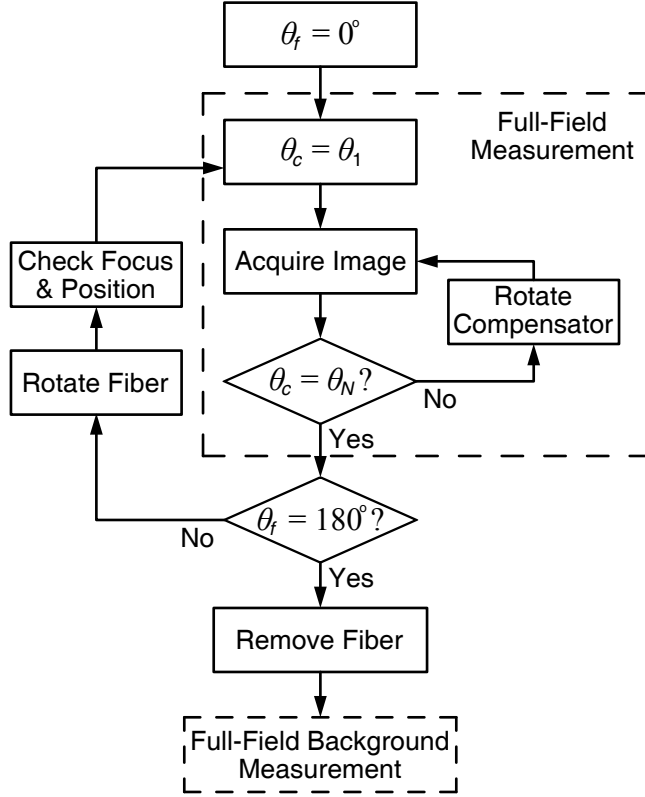 θf = 0°
Full-Field
Measurement
θc = θ1
Check Focus
& Position
Acquire Image
Rotate
Compensator
Rotate Fiber
θc = θN?
No
Yes
θf = 180°?
No
Yes
Remove Fiber
Full-Field Background
Measurement